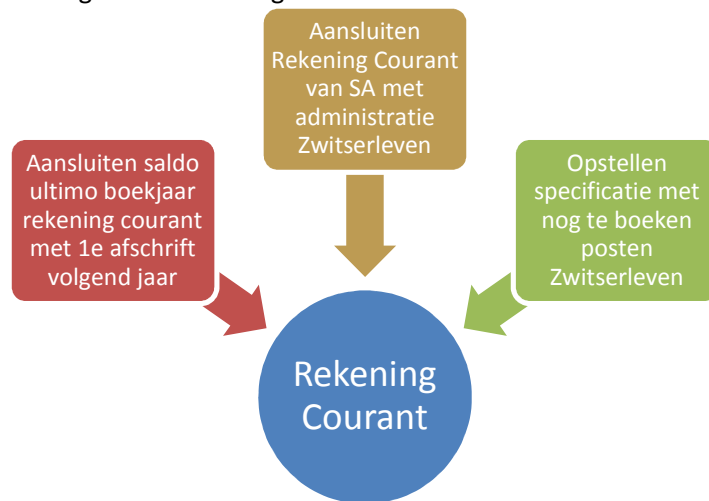 Aansluiten
Rekening Courant
van SA met
administratie
Zwitserleven
Aansluiten saldo
ultimo boekjaar
rekening courant
met 1e afschrift
volgend jaar
Opstellen
specificatie met
nog te boeken
posten
Zwitserleven
Rekening
Courant